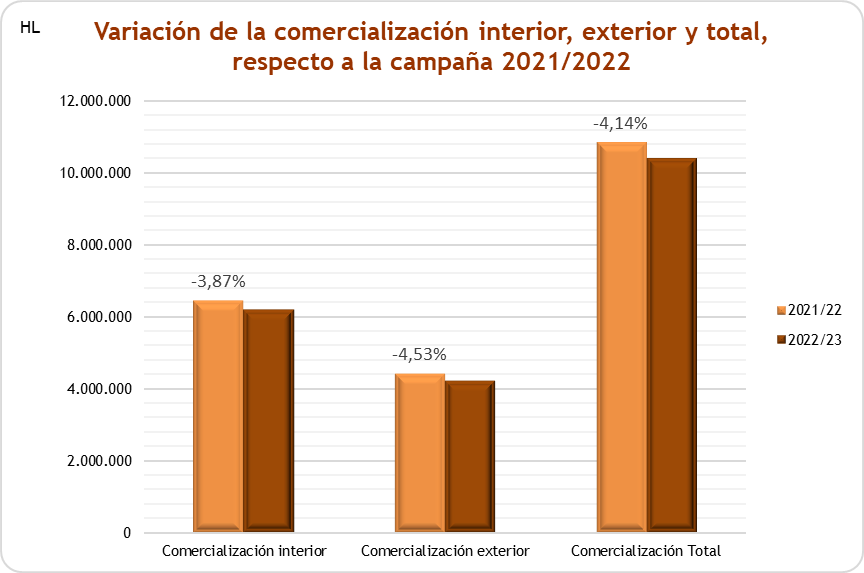 HL
Variación de la comercialización interior, exterior y total,
respecto a la campaña 2021/2022
12.000.000
10.000.000
8.000.000
6.000.000
4.000.000
2.000.000
0
-3,87%
-4,53%
-4,14%
Comercialización interior
Comercialización exterior
Comercialización Total
2021/22
2022/23